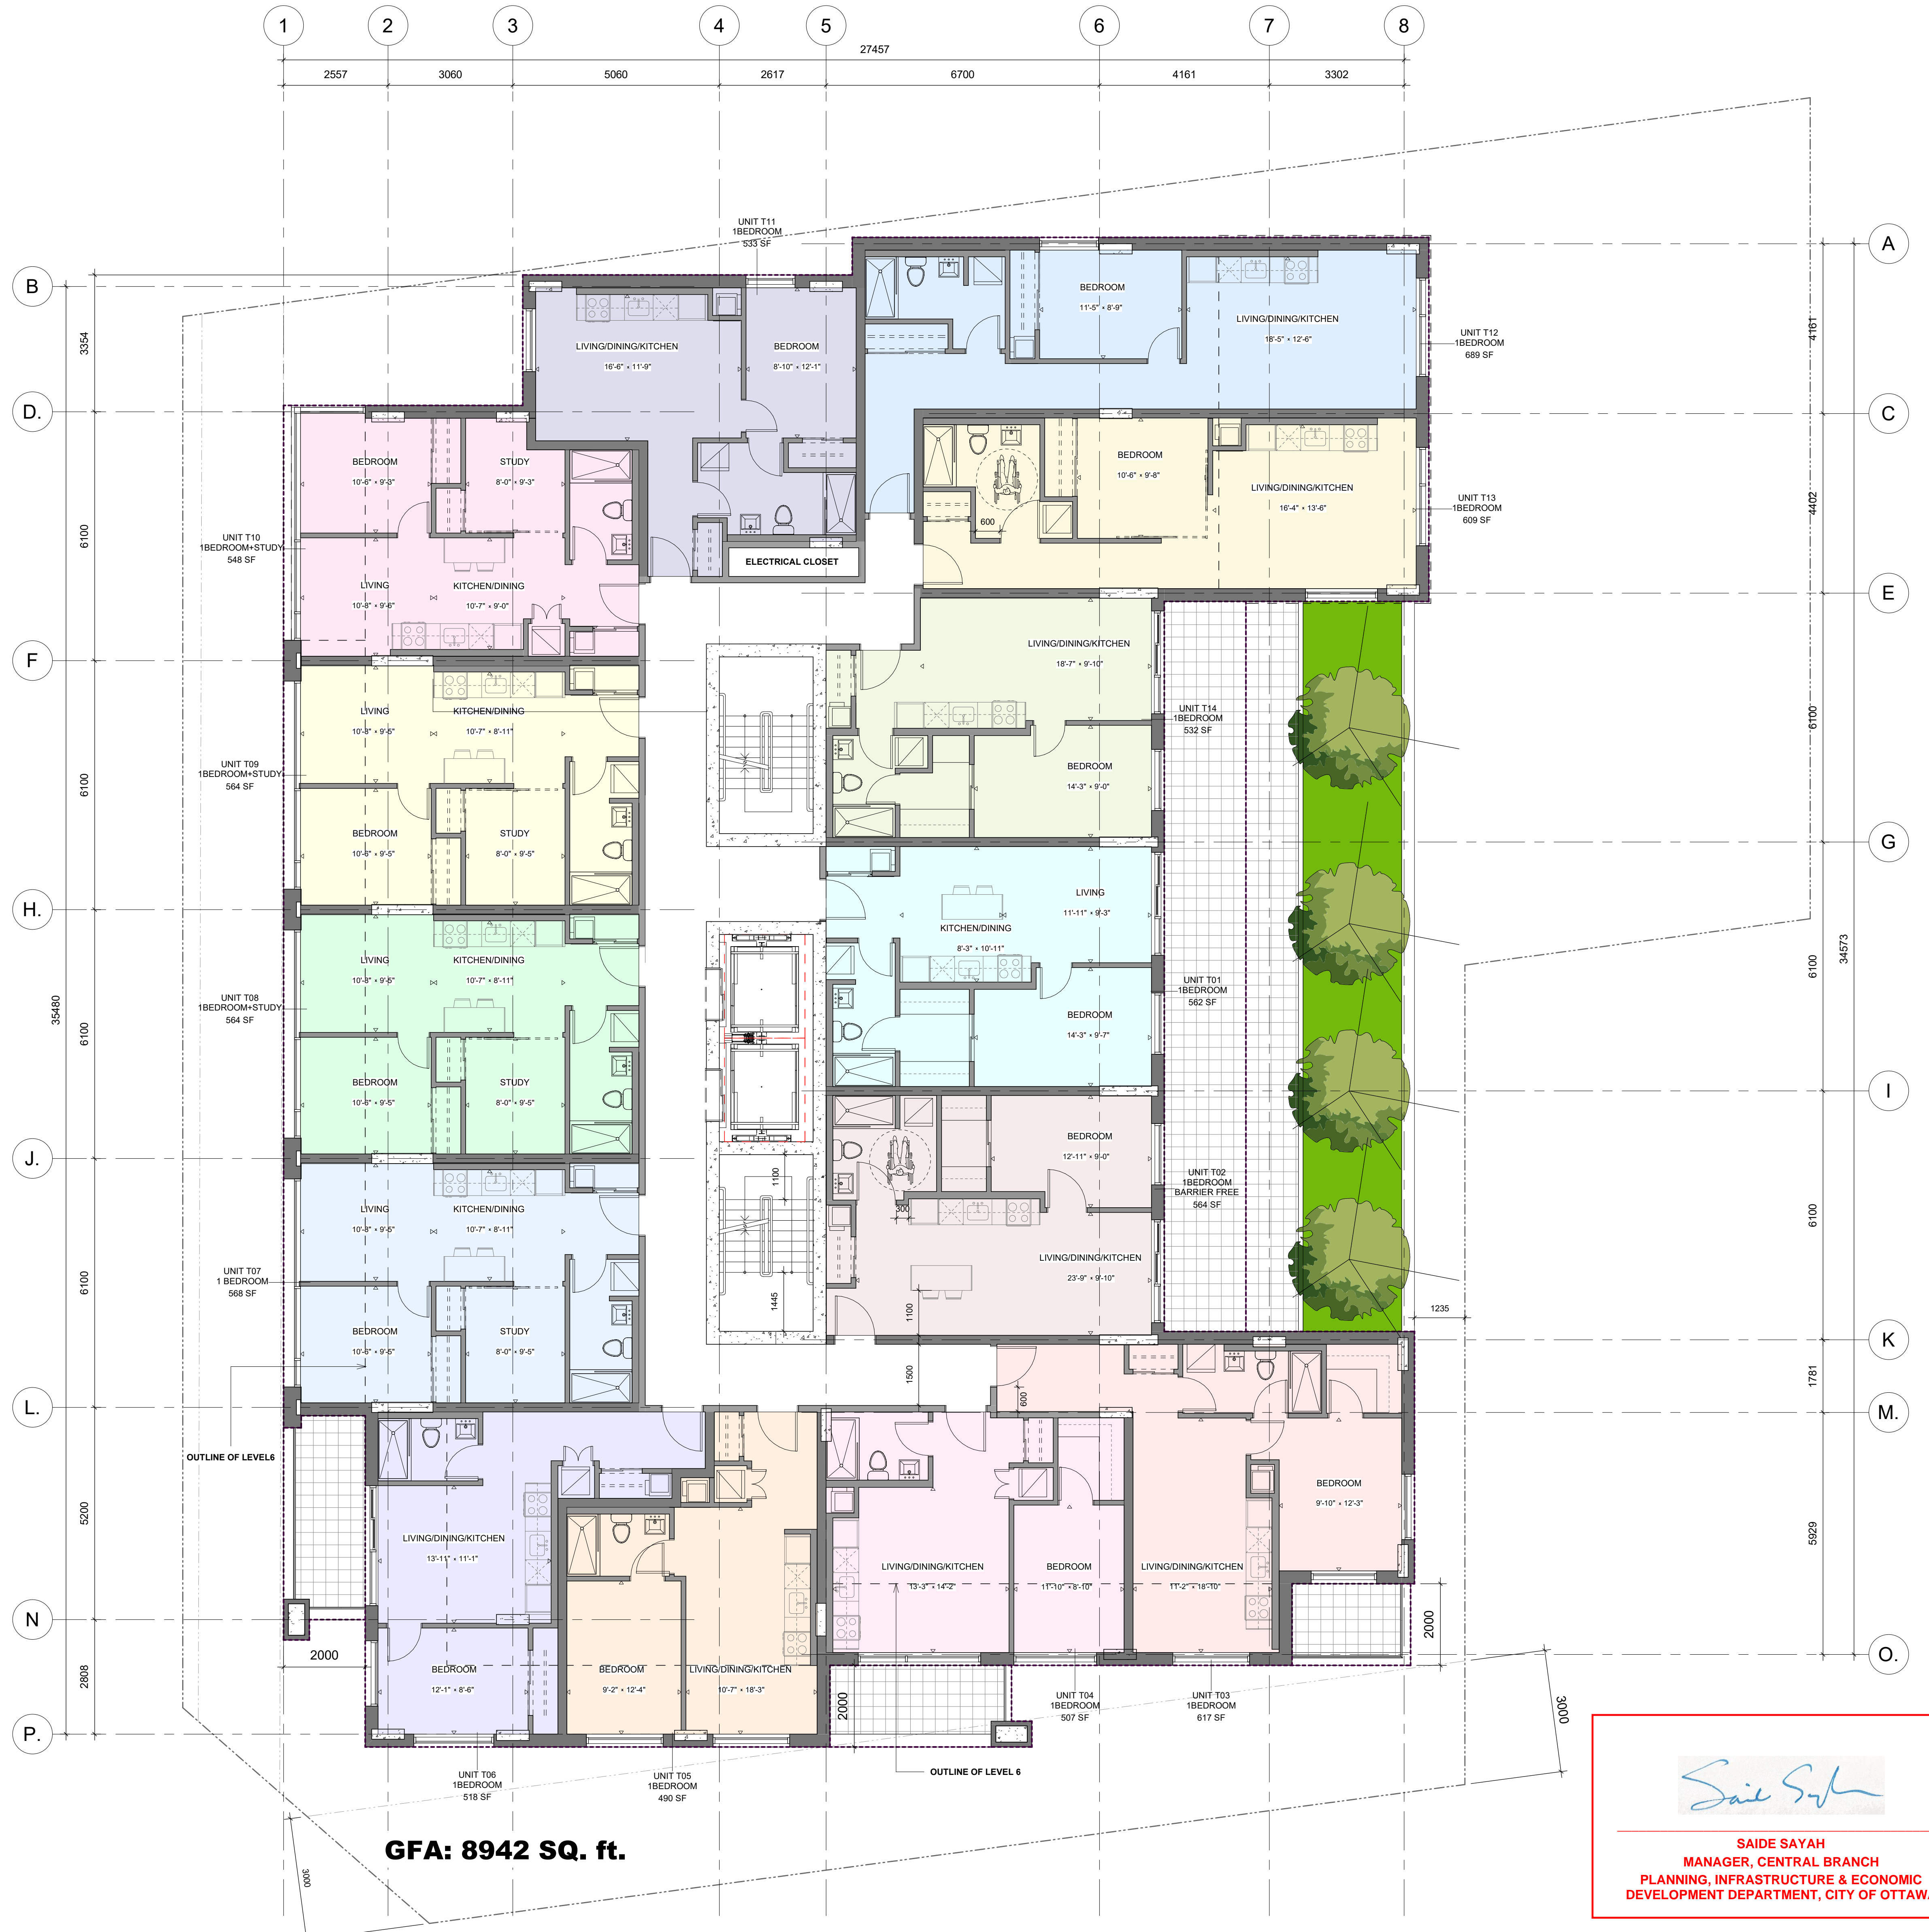 1
2
3
4
5
6
7
8
27457
2557
3060
5060
2617
6700
4161
3302
A
B
C
D.
E
F
G
H.
I
J.
K
L.
M.
N
O.
P.
3354
6100
6100
6100
6100
5200
2808
35480
4161
4402
6100
6100
6100
1781
5929
34573
UNIT T11
1BEDROOM
533 SF
LIVING/DINING/KITCHEN
16'-6" × 11'-9"
BEDROOM
8'-10" × 12'-1"
BEDROOM
11'-5" × 8'-9"
LIVING/DINING/KITCHEN
18'-5" × 12'-6"
UNIT T12
1BEDROOM
689 SF
BEDROOM
10'-6" × 9'-3"
STUDY
8'-0" × 9'-3"
UNIT T10
1BEDROOM+STUDY
548 SF
LIVING
10'-8" × 9'-6"
KITCHEN/DINING
10'-7" × 9'-0"
ELECTRICAL CLOSET
600
BEDROOM
10'-6" × 9'-8"
LIVING/DINING/KITCHEN
16'-4" × 13'-6"
UNIT T13
1BEDROOM
609 SF
LIVING
10'-8" × 9'-5"
KITCHEN/DINING
10'-7" × 8'-11"
UNIT T09
1BEDROOM+STUDY
564 SF
BEDROOM
10'-6" × 9'-5"
STUDY
8'-0" × 9'-5"
LIVING/DINING/KITCHEN
18'-7" × 9'-10"
UNIT T14
1BEDROOM
532 SF
BEDROOM
14'-3" × 9'-0"
LIVING
10'-8" × 9'-5"
KITCHEN/DINING
10'-7" × 8'-11"
UNIT T08
1BEDROOM+STUDY
564 SF
BEDROOM
10'-6" × 9'-5"
STUDY
8'-0" × 9'-5"
LIVING
11'-11" × 9'-3"
KITCHEN/DINING
8'-3" × 10'-11"
UNIT T01
1BEDROOM
562 SF
BEDROOM
14'-3" × 9'-7"
LIVING
10'-8" × 9'-5"
KITCHEN/DINING
10'-7" × 8'-11"
UNIT T07
1 BEDROOM
568 SF
BEDROOM
10'-6" × 9'-5"
STUDY
8'-0" × 9'-5"
1100
1445
BEDROOM
12'-11" × 9'-0"
UNIT T02
1BEDROOM
BARRIER FREE
564 SF
300
LIVING/DINING/KITCHEN
23'-9" × 9'-10"
1100
1235
1500
600
OUTLINE OF LEVEL6
LIVING/DINING/KITCHEN
13'-11" × 11'-1"
BEDROOM
12'-1" × 8'-6"
2000
BEDROOM
9'-2" × 12'-4"
LIVING/DINING/KITCHEN
10'-7" × 18'-3"
LIVING/DINING/KITCHEN
13'-3" × 14'-2"
BEDROOM
11'-10" × 8'-10"
LIVING/DINING/KITCHEN
11'-2" × 18'-10"
BEDROOM
9'-10" × 12'-3"
2000
2000
3000
UNIT T04
1BEDROOM
507 SF
UNIT T03
1BEDROOM
617 SF
OUTLINE OF LEVEL 6
UNIT T06
1BEDROOM
518 SF
UNIT T05
1BEDROOM
490 SF
GFA: 8942 SQ. ft.
3000
SAIDE SAYAH
MANAGER, CENTRAL BRANCH
PLANNING, INFRASTRUCTURE & ECONOMIC
DEVELOPMENT DEPARTMENT, CITY OF OTTAW